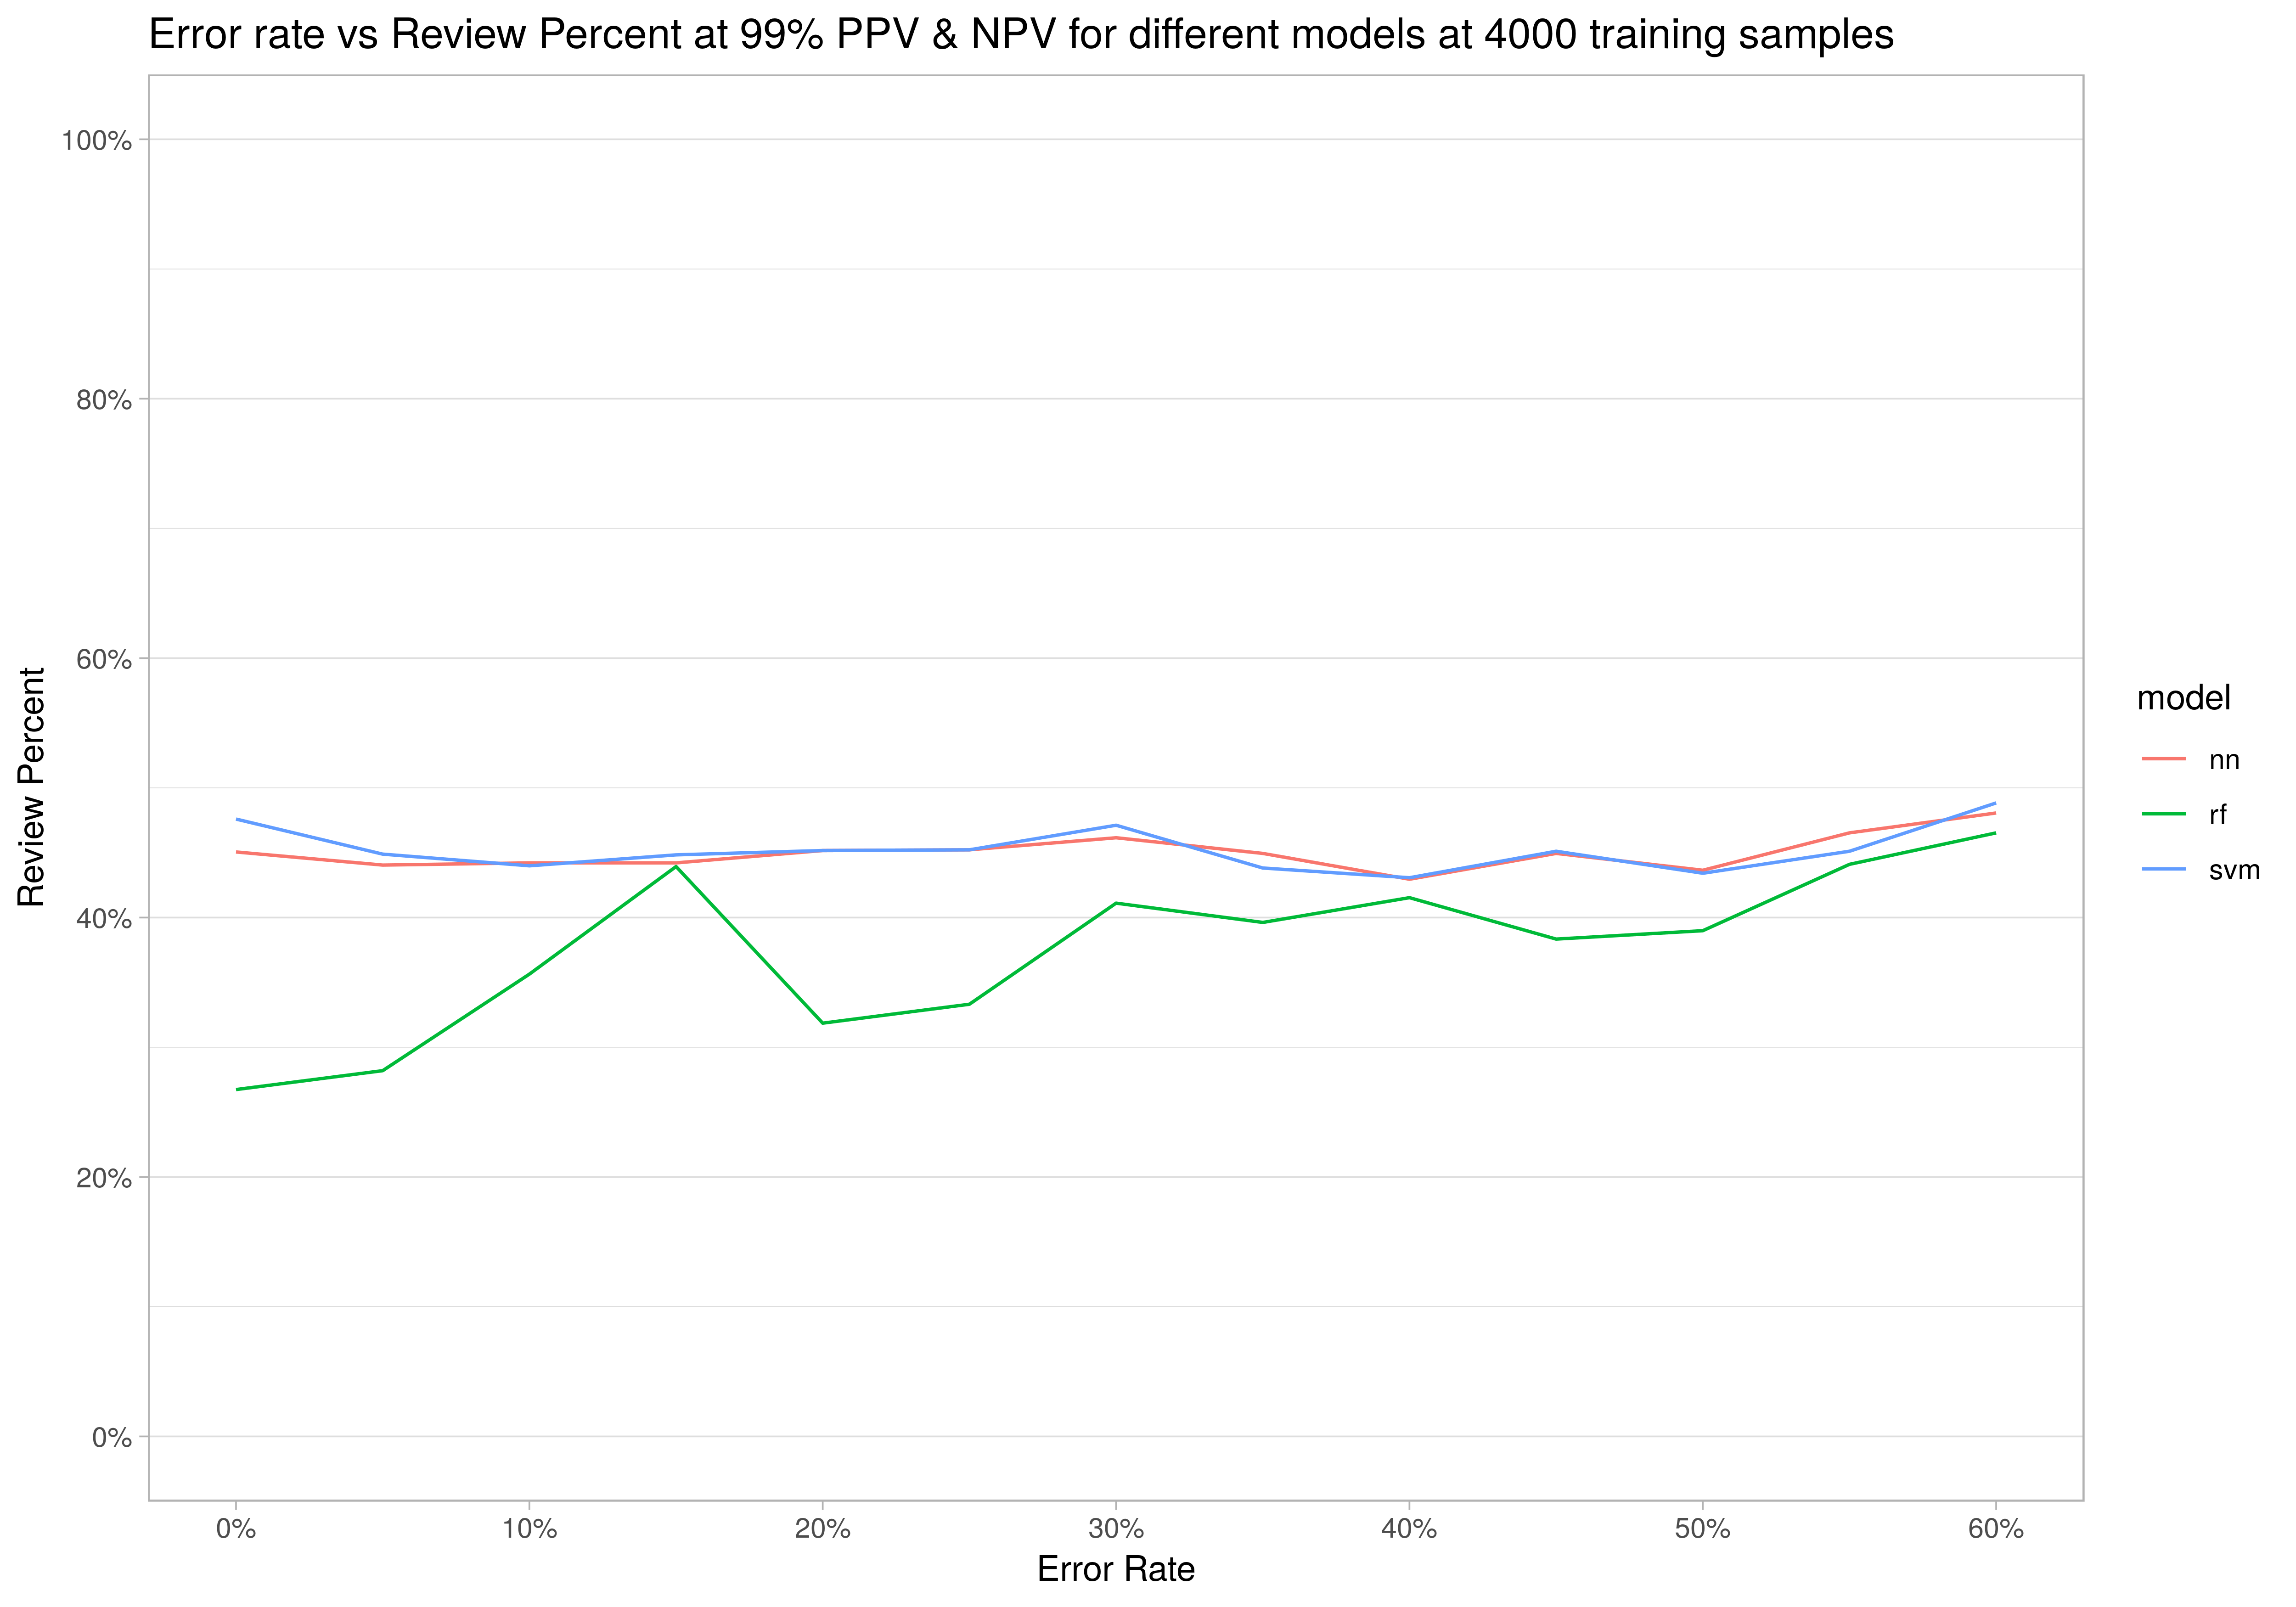 Error rate vs Review Percent at 99% PPV & NPV for different models at 4000 training samples
100%
80%
60%
40%
20%
0%
Review Percent
0%
10%
20%
30%
40%
50%
60%
Error Rate
model
nn
rf
svm